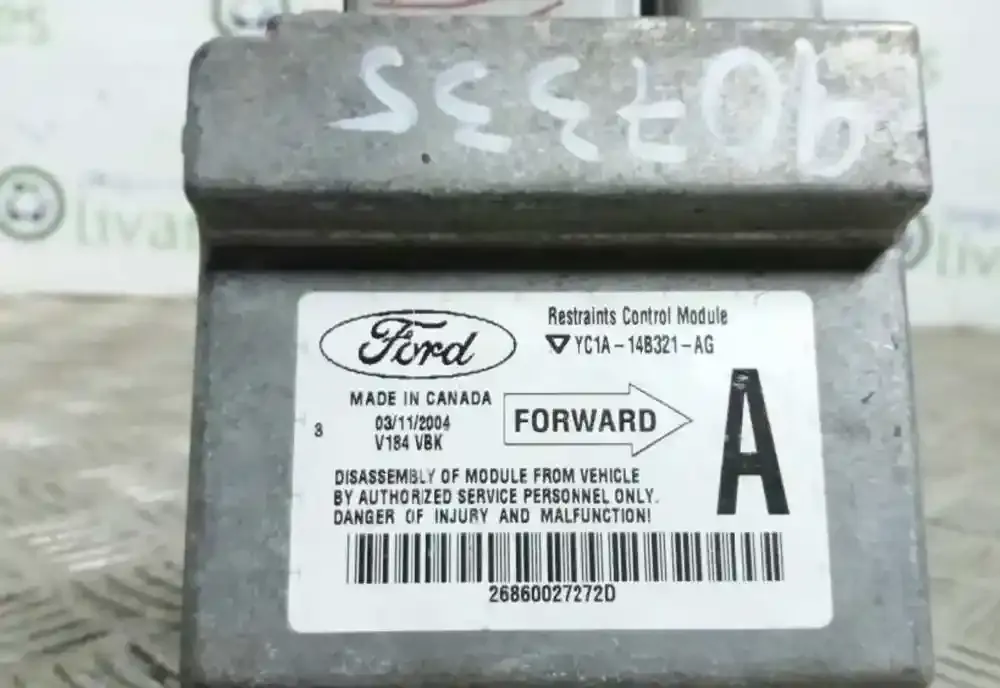 Ford
Restraints Control Module
YC1A-14B321-AG
MADE IN CANADA
03/11/2004
V184 VBK
3
FORWARD
A
DISASSEMBLY OF MODULE FROM VEHICLE
BY AUTHORIZED SERVICE PERSONNEL ONLY.
DANGER OF INJURY AND MALFUNCTION!
26860027272D